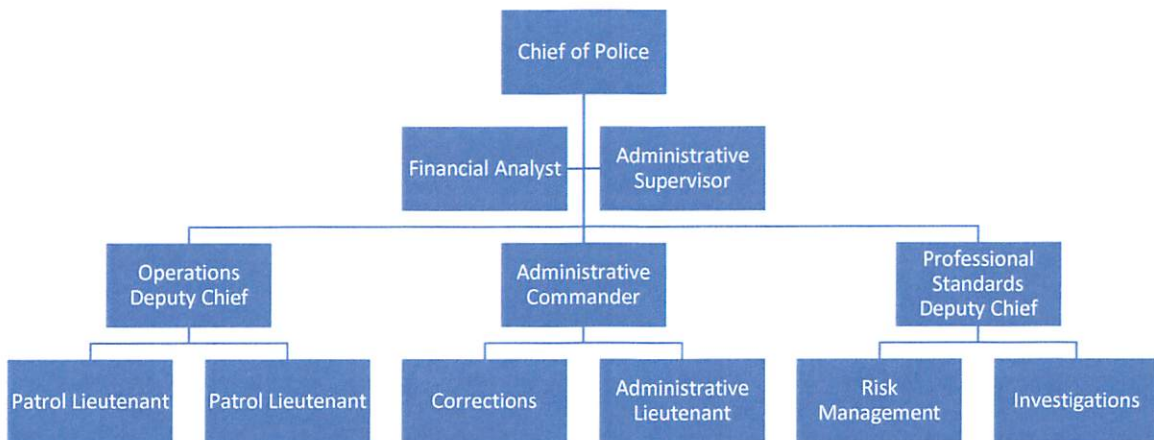 Chief of Police
Financial Analyst
Administrative
Supervisor
Operations
Deputy Chief
Administrative
Commander
Professional
Standards
Deputy Chief
Patrol Lieutenant
Patrol Lieutenant
Corrections
Administrative
Lieutenant
Risk
Management
Investigations